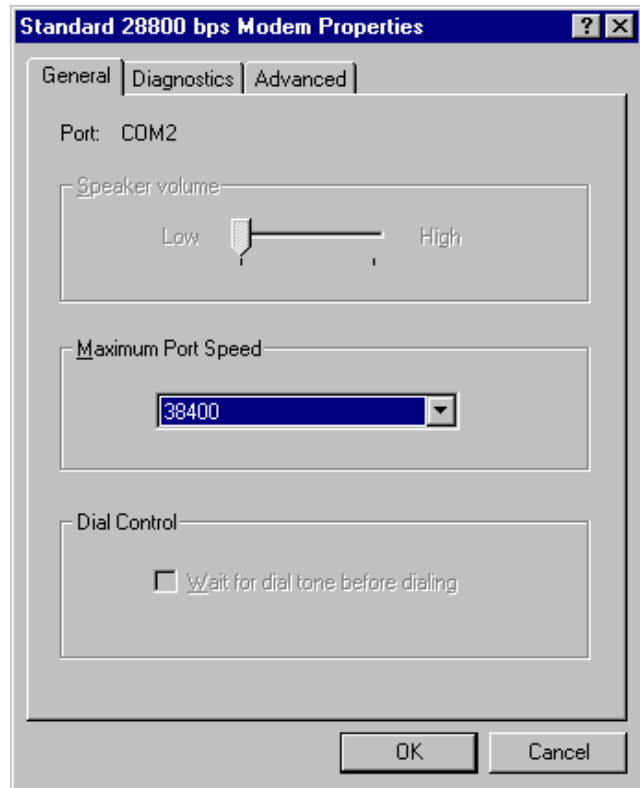 Standard 28800 bps Modem Properties
General Diagnostics Advanced
Port: COM2
Speaker volume
Low High
Maximum Port Speed
38400
Dial Control
Wait for dial tone before dialing
OK Cancel